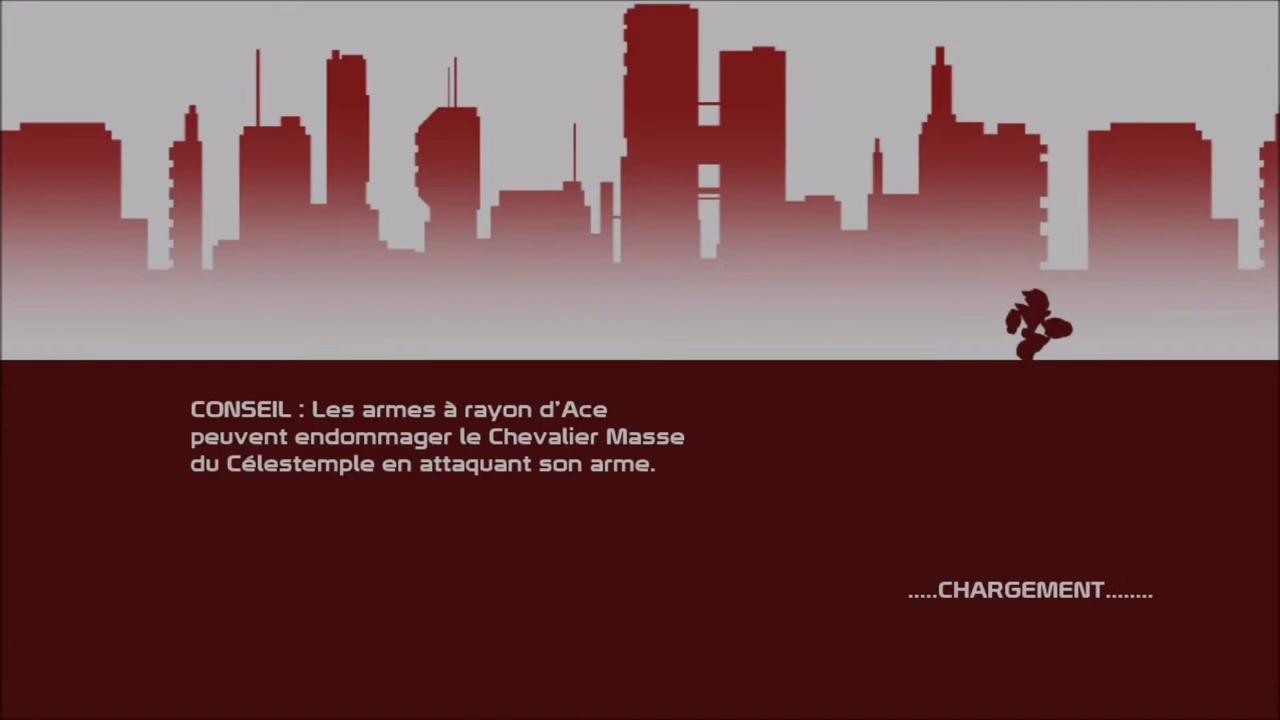 CONSEIL : Les armes à rayon d'Ace
peuvent endommager le Chevalier Masse
du Célestemple en attaquant son arme.
.....CHARGEMENT........